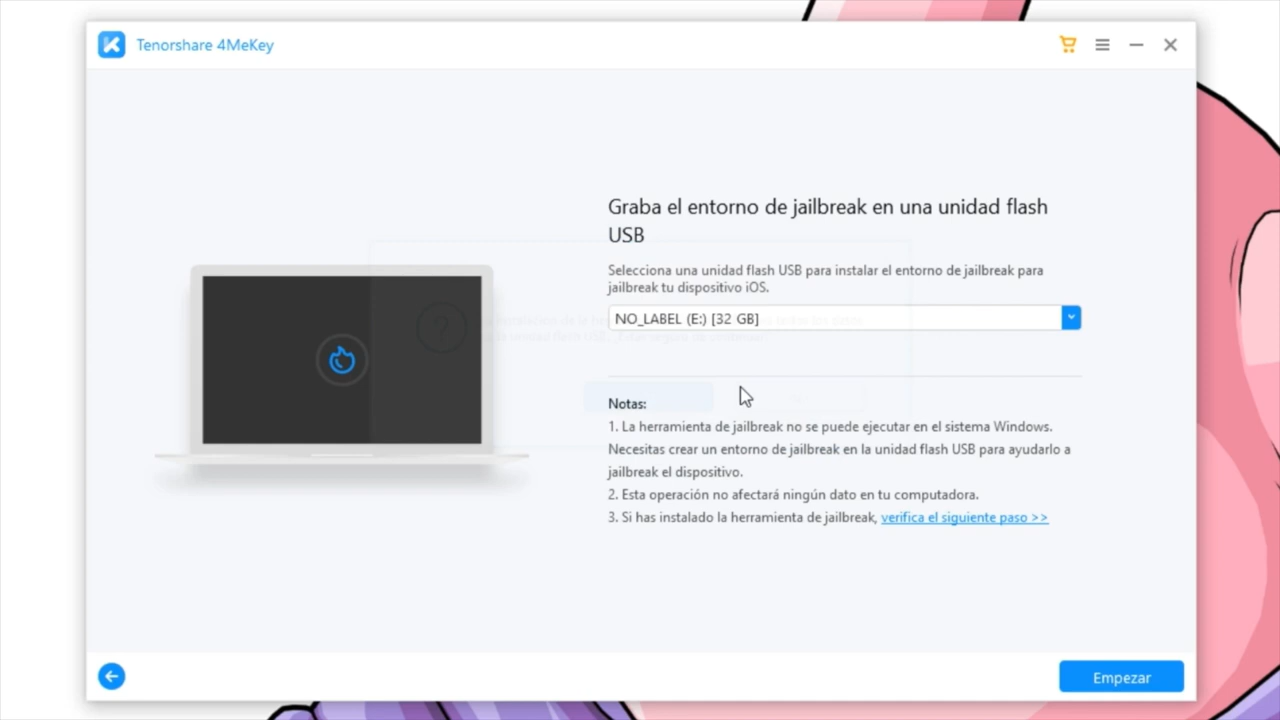 Tenorshare 4MeKey
Graba el entorno de jailbreak en una unidad flash
USB
Selecciona una unidad flash USB para instalar el entorno de jailbreak para
jailbreak tu dispositivo iOS.
NO_LABEL (E:) [32 GB]
Notas:
1. La herramienta de jailbreak no se puede ejecutar en el sistema Windows.
Necesitas crear un entorno de jailbreak en la unidad flash USB para ayudarlo a
jailbreak el dispositivo.
2. Esta operación no afectará ningún dato en tu computadora.
3. Si has instalado la herramienta de jailbreak, verifica el siguiente paso >>
Empezar